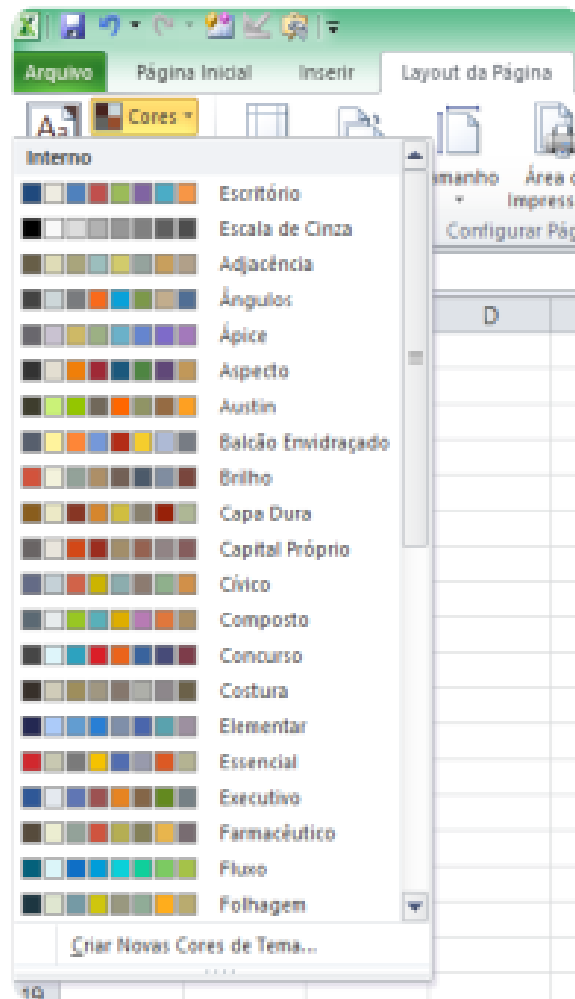 Arquivo Página Inicial Inserir Layout da Página
Aa Cores
Interno
Escritório
Escala de Cinza
Adjacência
Ângulos
Ápice
Aspecto
Austin
Balcão Envidraçado
Brilho
Capa Dura
Capital Próprio
Cívico
Composto
Concurso
Costura
Elementar
Essencial
Executivo
Farmacêutico
Fluxo
Folhagem
Criar Novas Cores de Tema...
manho Área d
Impress
Configurar Pág
D
19